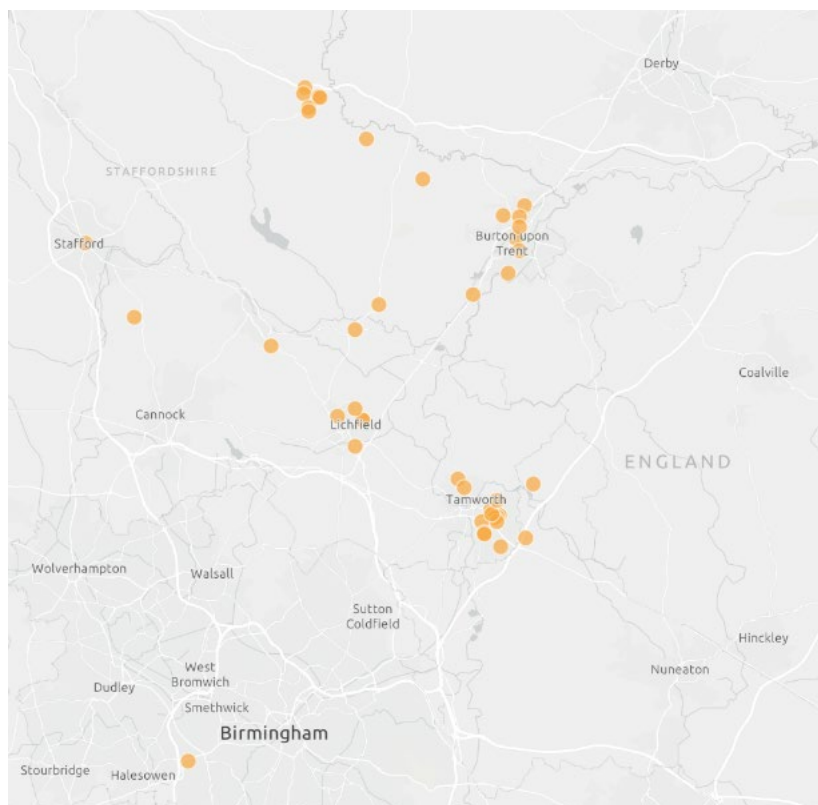 Derby
STAFFORDSHIRE
Stafford
Burton upon
Trent
Coalville
Cannock
Lichfield
ENGLAND
Tamworth
Wolverhampton
Walsall
Sutton
Coldfield
Hinckley
West
Bromwich
Nuneaton
Dudley
Smethwick
Birmingham
Stourbridge
Halesowen